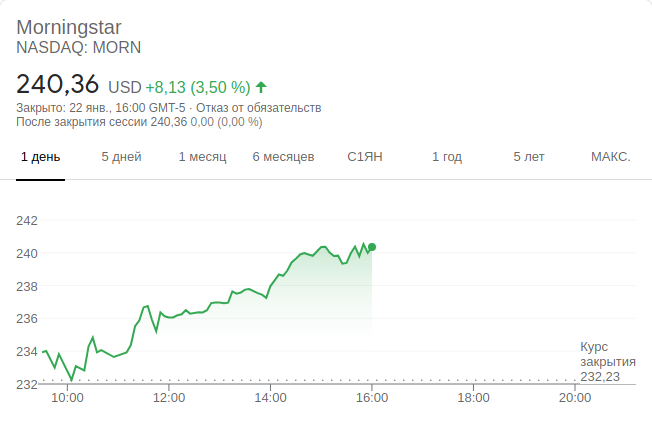 Morningstar
NASDAQ: MORN
240,36 USD +8,13 (3,50 %)
Закрыто: 22 янв., 16:00 GMT-5 · Отказ от обязательств
После закрытия сессии 240,36 0,00 (0,00 %)
1 день 5 дней 1 месяц 6 месяцев С1ЯН 1 год 5 лет МАКС.
242
240
238
236
234
Курс
закрытия
232,23
232
10:00 12:00 14:00 16:00 18:00 20:00